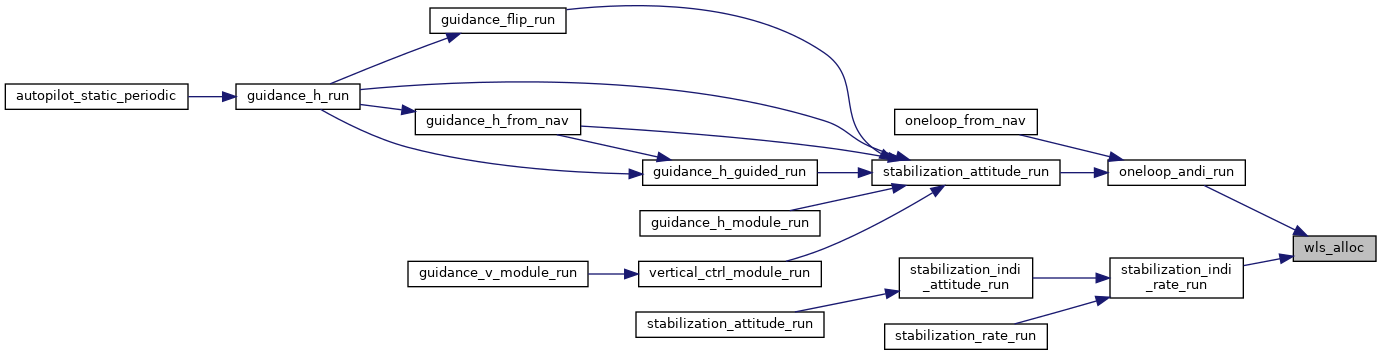 guidance_flip_run
autopilot_static_periodic
guidance_h_run
guidance_h_from_nav
oneloop_from_nav
guidance_h_guided_run
stabilization_attitude_run
oneloop_andi_run
guidance_h_module_run
wls_alloc
guidance_v_module_run
vertical_ctrl_module_run
stabilization_indi
_attitude_run
stabilization_indi
_rate_run
stabilization_attitude_run
stabilization_rate_run